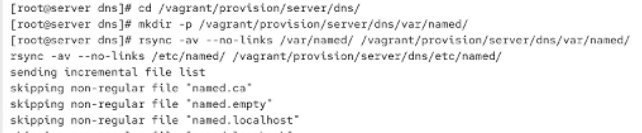 [root@server dns]# cd /vagrant/provision/server/dns/
[root@server dns]# mkdir -p /vagrant/provision/server/dns/var/named/
[root@server dns]# rsync -av --no-links /var/named/ /vagrant/provision/server/dns/var/named/
rsync -av --no-links /etc/named/ /vagrant/provision/server/dns/etc/named/
sending incremental file list
skipping non-regular file "named.ca"
skipping non-regular file "named.empty"
skipping non-regular file "named.localhost"